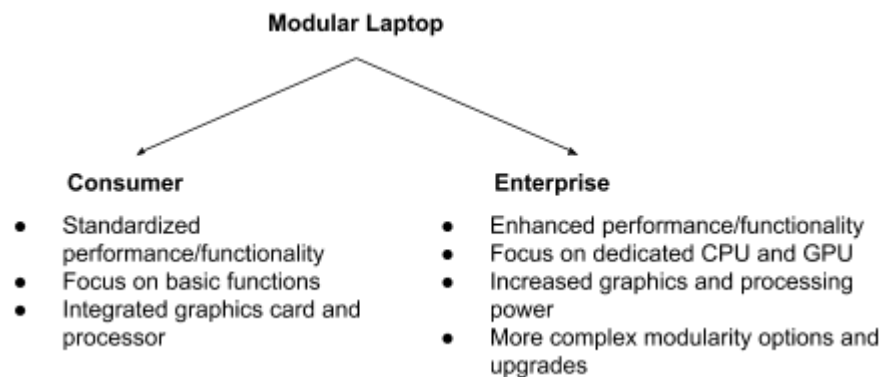 Modular Laptop
Consumer
● Standardized
performance/functionality
● Focus on basic functions
● Integrated graphics card and
processor
Enterprise
● Enhanced performance/functionality
● Focus on dedicated CPU and GPU
● Increased graphics and processing
power
● More complex modularity options and
upgrades